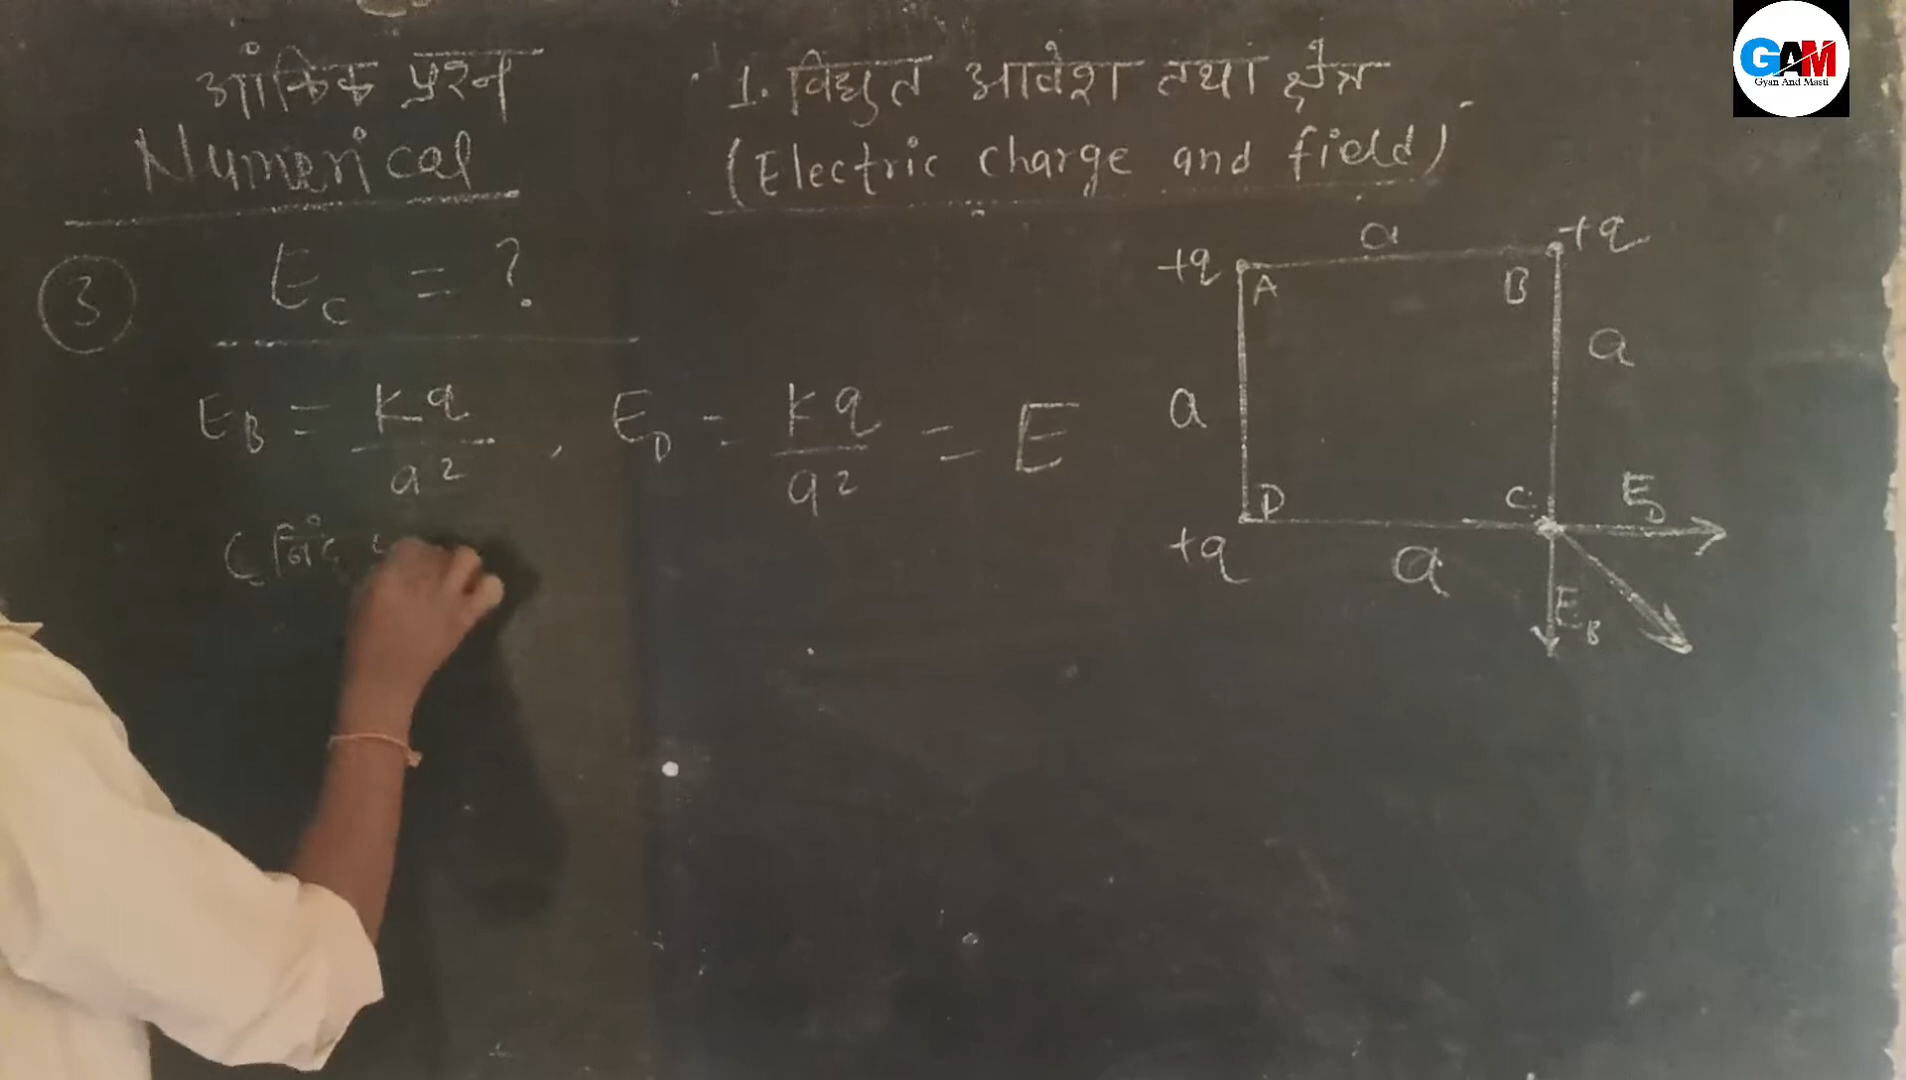 आंकिक प्रश्न
Numerical
1. विद्युत आवेश तथा क्षेत्र
(Electric charge and field)
GAM
Gyan And Masti
3 E_C = ?
E_B = Kq/a², E_D = Kq/a² = E
(बिंदु
+q a +q
A B
a a
D C E_D
+q a E_B